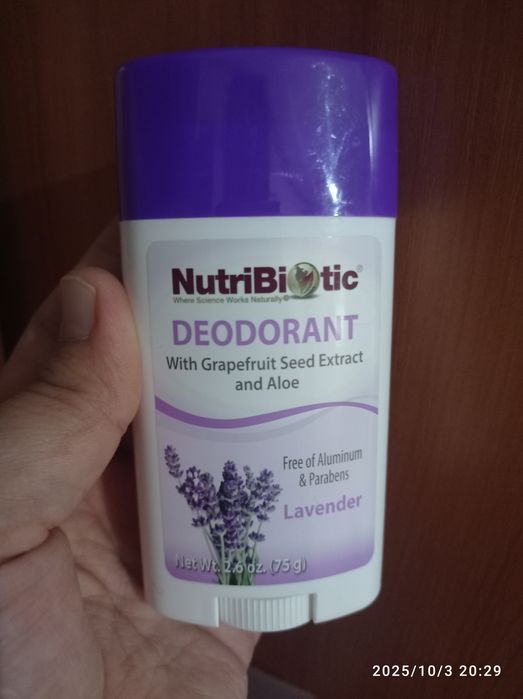 NutriBiotic®
Where Science Works Naturally®
DEODORANT
With Grapefruit Seed Extract
and Aloe
Free of Aluminum
& Parabens
Lavender
Net Wt. 2.6 oz. (75 g)
2025/10/3 20:29